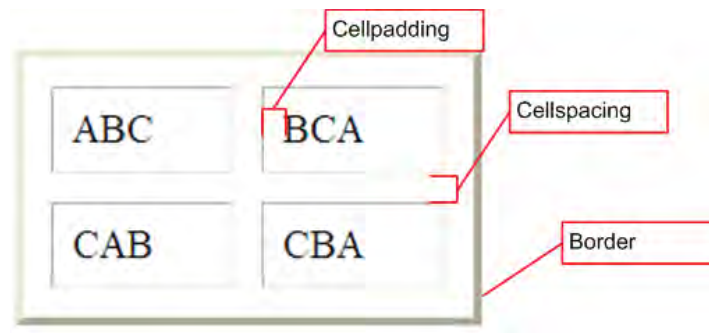 Cellpadding
Cellspacing
ABC BCA
CAB CBA
Border